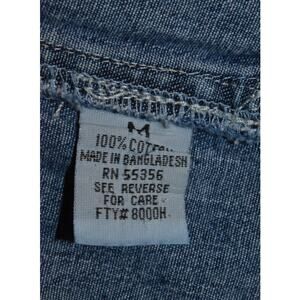 M
100% COTTON
MADE IN BANGLADESH
RN 55356
SEE REVERSE
FOR CARE
FTY# 8000H